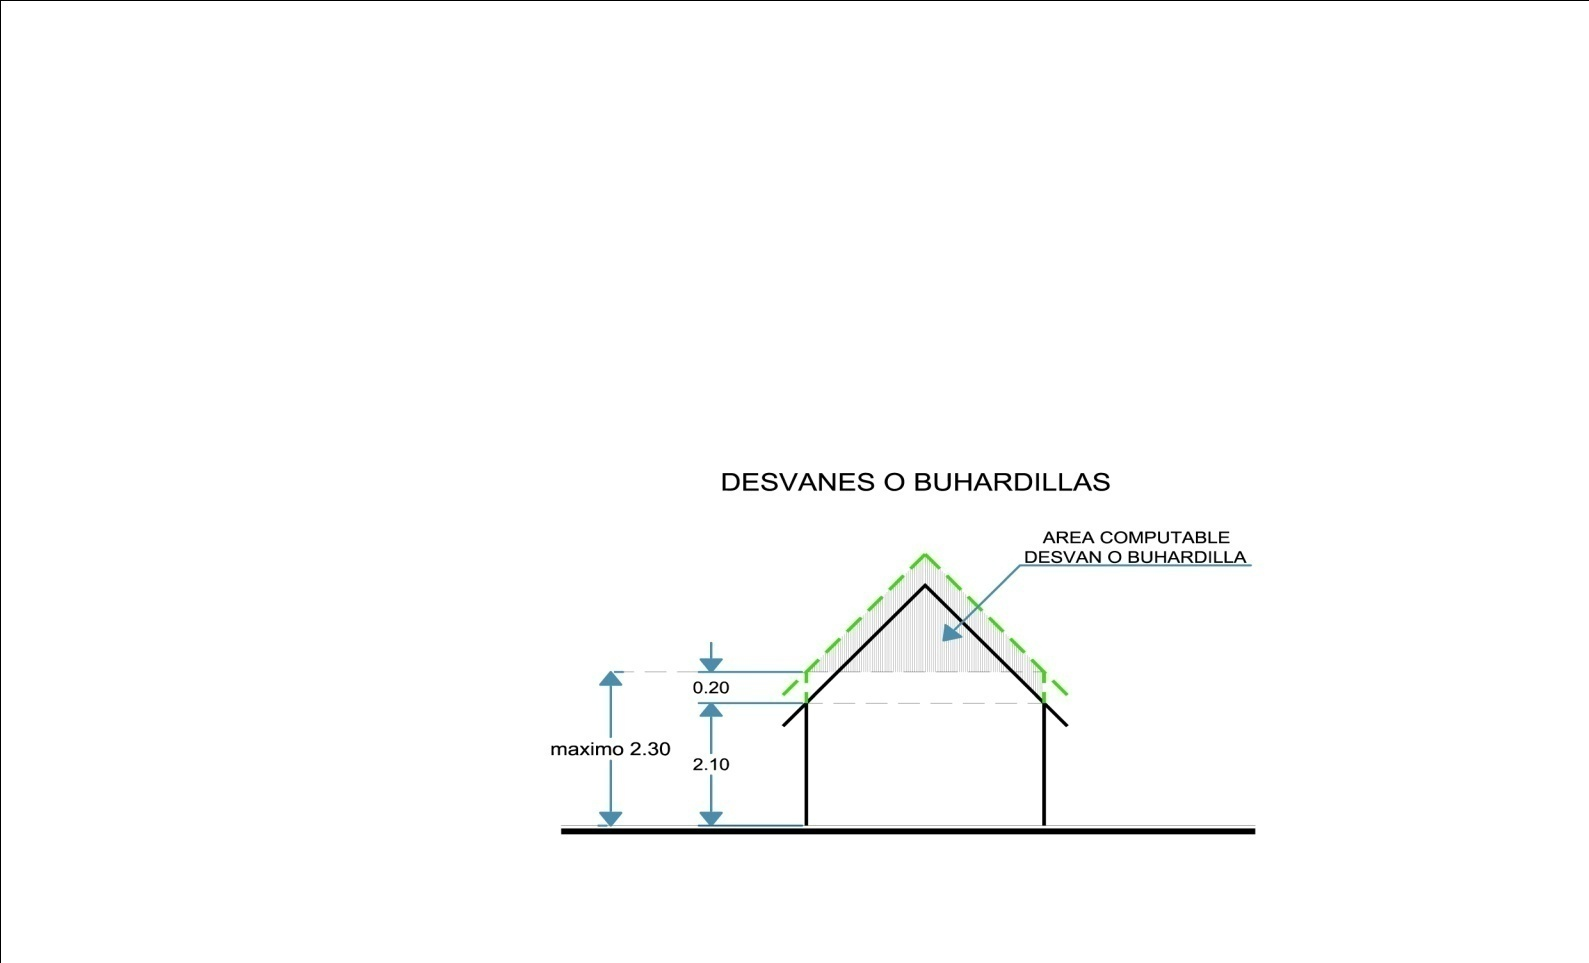 DESVANES O BUHARDILLAS
AREA COMPUTABLE
DESVAN O BUHARDILLA
0.20
maximo 2.30
2.10